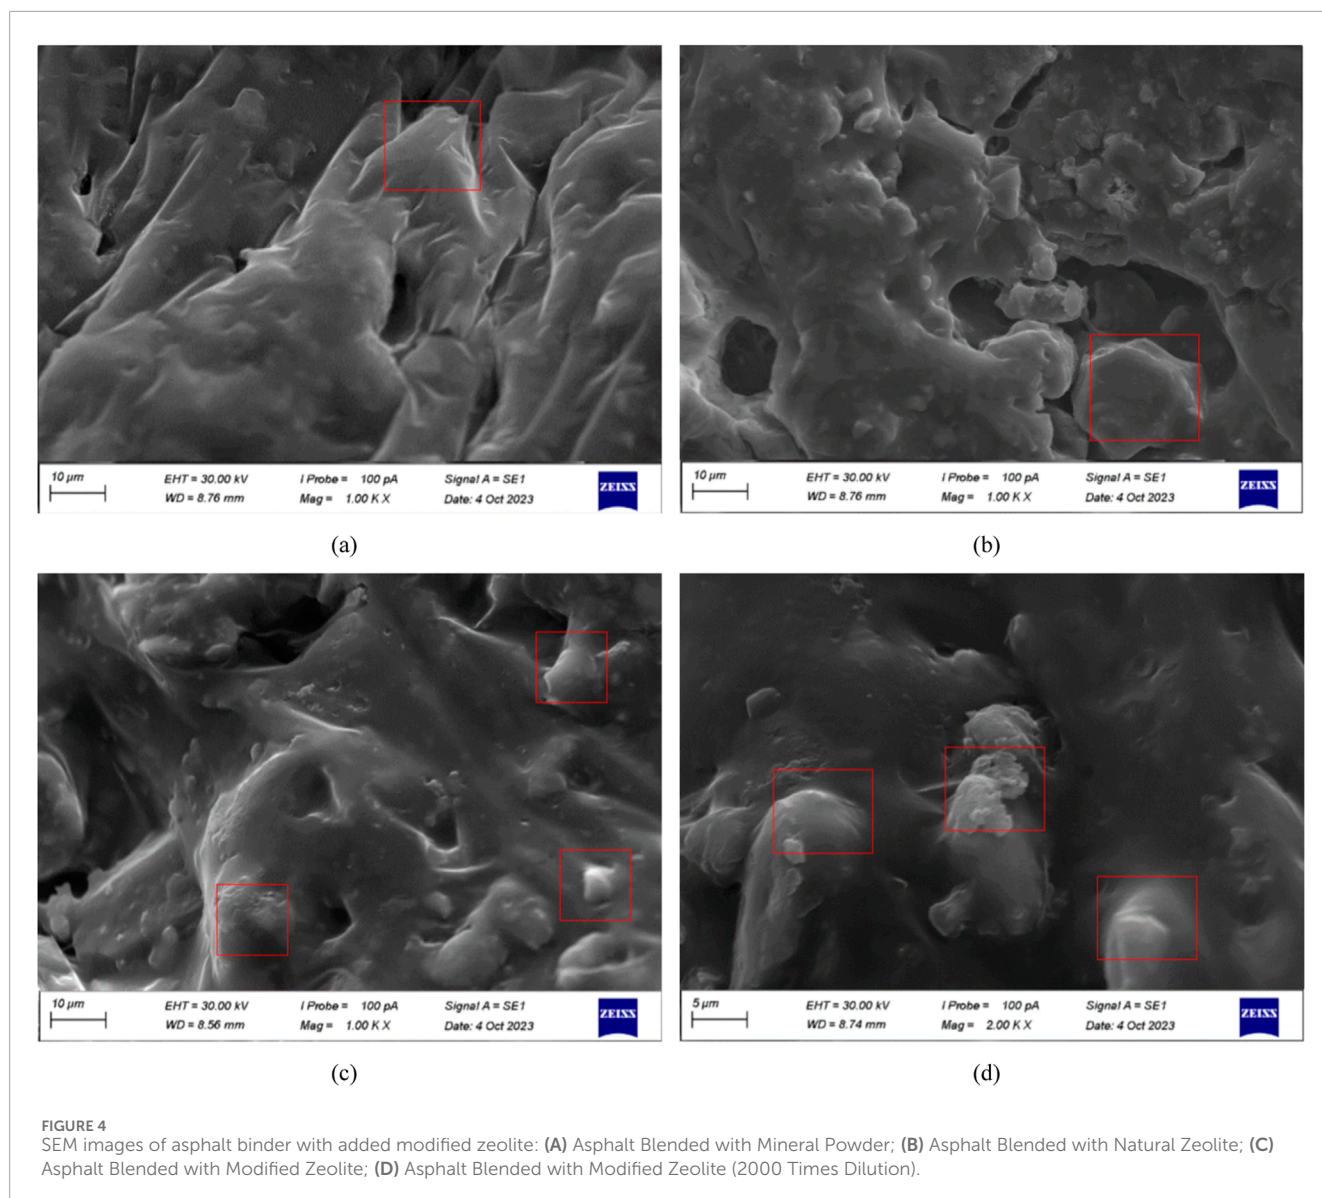 10 µm
EHT = 30.00 kV
I Probe = 100 pA
Signal A = SE1
ZEISS
WD = 8.76 mm
Mag = 1.00 K X
Date: 4 Oct 2023
10 µm
EHT = 30.00 kV
I Probe = 100 pA
Signal A = SE1
ZEISS
WD = 8.76 mm
Mag = 1.00 K X
Date: 4 Oct 2023
(a)
(b)
10 µm
EHT = 30.00 kV
I Probe = 100 pA
Signal A = SE1
ZEISS
WD = 8.56 mm
Mag = 1.00 K X
Date: 4 Oct 2023
5 µm
EHT = 30.00 kV
I Probe = 100 pA
Signal A = SE1
ZEISS
WD = 8.74 mm
Mag = 2.00 K X
Date: 4 Oct 2023
(c)
(d)
FIGURE 4
SEM images of asphalt binder with added modified zeolite: (A) Asphalt Blended with Mineral Powder; (B) Asphalt Blended with Natural Zeolite; (C)
Asphalt Blended with Modified Zeolite; (D) Asphalt Blended with Modified Zeolite (2000 Times Dilution).